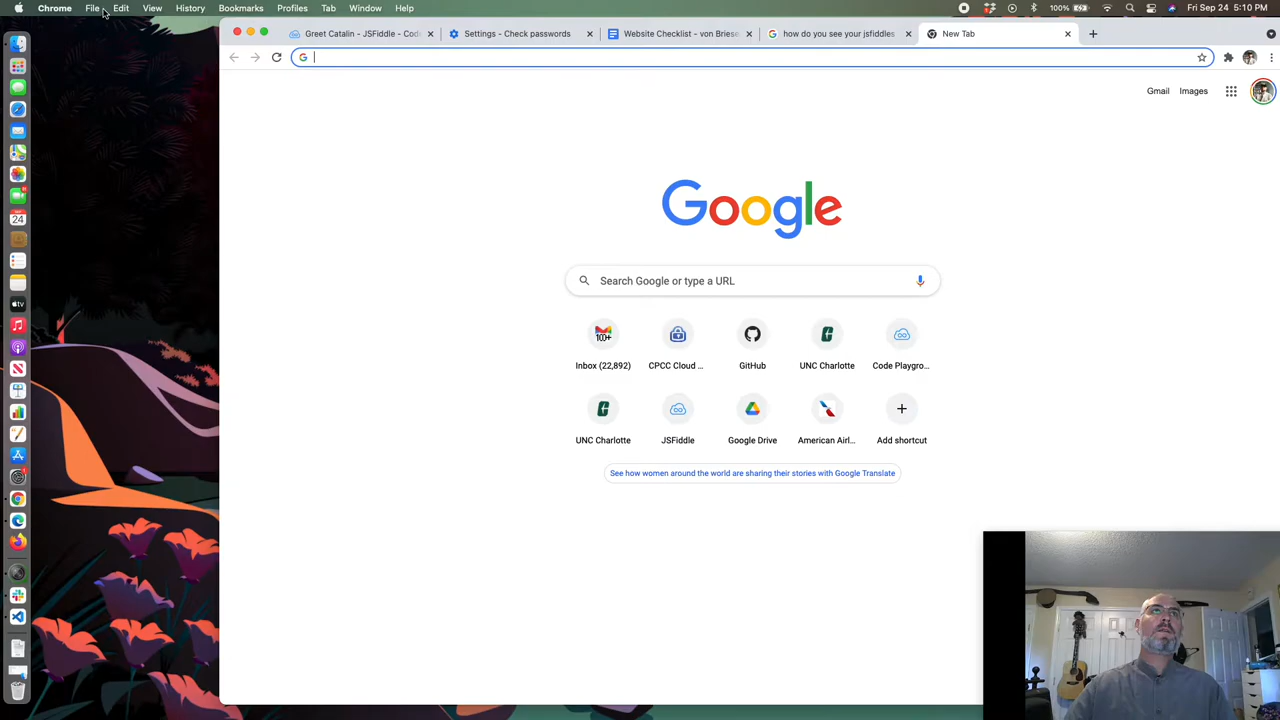 Chrome File Edit View History Bookmarks Profiles Tab Window Help Fri Sep 24 5:10 PM
Greet Catalin - JSFiddle - Cod Settings - Check passwords Website Checklist - von Briese how do you see your jsfiddles New Tab
Gmail Images
24
tv
Google
Search Google or type a URL
100+
Inbox (22,892) CPCC Cloud ... GitHub UNC Charlotte Code Playgro...
UNC Charlotte JSFiddle Google Drive American Airl... Add shortcut
See how women around the world are sharing their stories with Google Translate